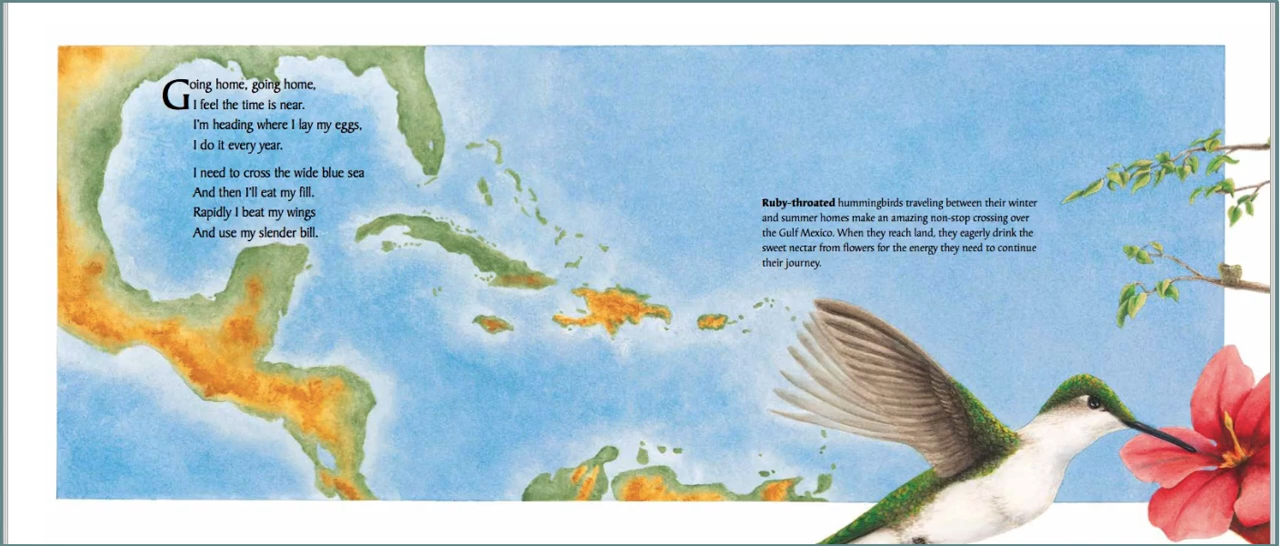 Going home, going home,
I feel the time is near.
I'm heading where I lay my eggs,
I do it every year.
I need to cross the wide blue sea
And then I'll eat my fill.
Rapidly I beat my wings
And use my slender bill.
Ruby-throated hummingbirds traveling between their winter
and summer homes make an amazing non-stop crossing over
the Gulf Mexico. When they reach land, they eagerly drink the
sweet nectar from flowers for the energy they need to continue
their journey.